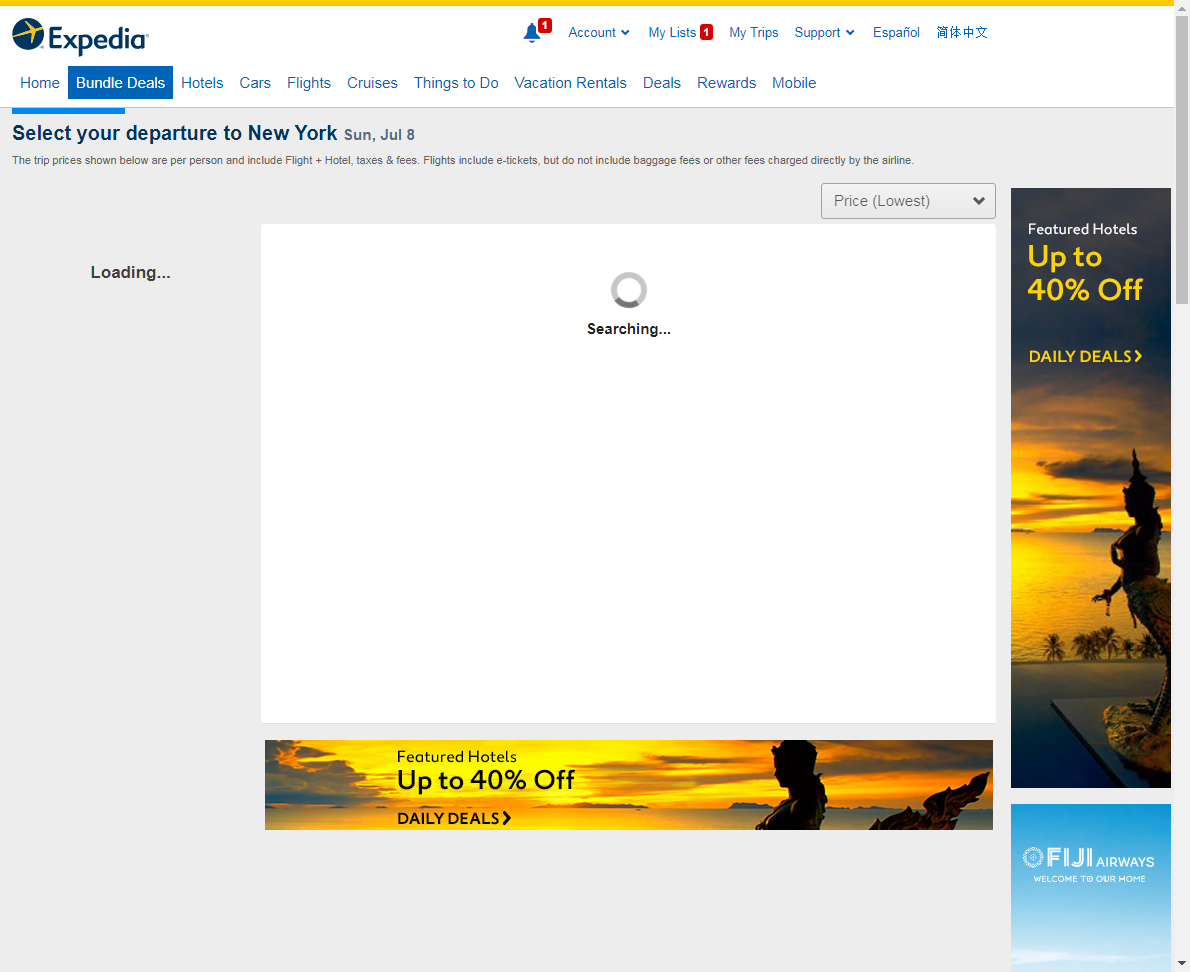 Expedia
1
Account
My Lists 1
My Trips
Support
Español
简体中文
Home
Bundle Deals
Hotels
Cars
Flights
Cruises
Things to Do
Vacation Rentals
Deals
Rewards
Mobile
Select your departure to New York Sun, Jul 8
The trip prices shown below are per person and include Flight + Hotel, taxes & fees. Flights include e-tickets, but do not include baggage fees or other fees charged directly by the airline.
Price (Lowest)
Loading...
Searching...
Featured Hotels
Up to
40% Off
DAILY DEALS
Featured Hotels
Up to 40% Off
DAILY DEALS
FIJI AIRWAYS
WELCOME TO OUR HOME